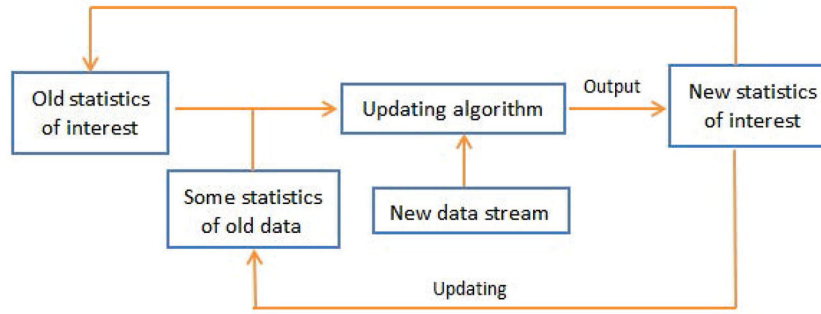 Old statistics
of interest
Updating algorithm
Output
New statistics
of interest
Some statistics
of old data
New data stream
Updating